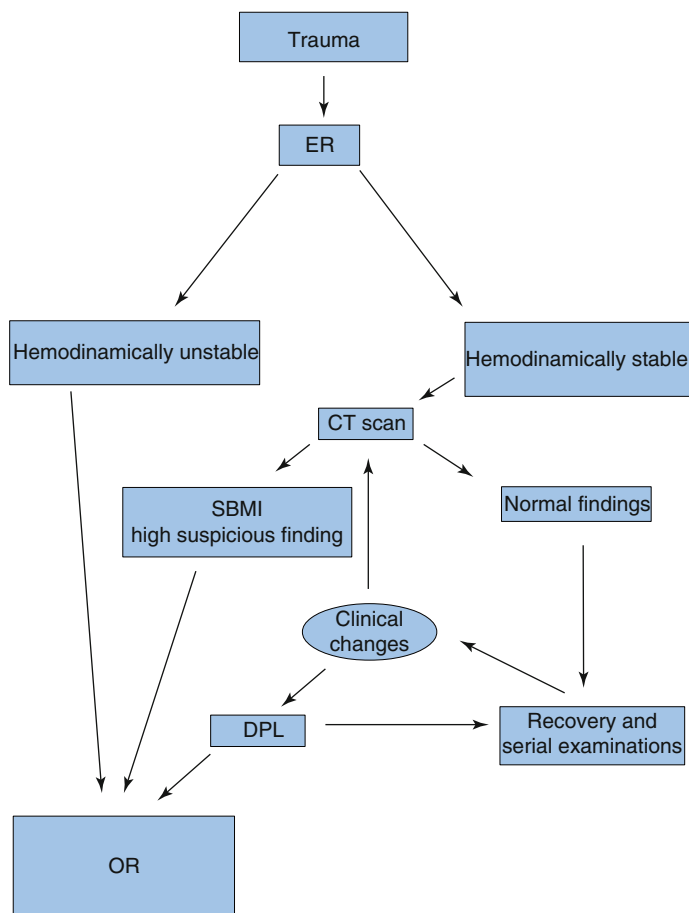 Trauma
ER
Hemodinamically unstable
Hemodinamically stable
CT scan
SBMI
high suspicious finding
Normal findings
Clinical
changes
DPL
Recovery and
serial examinations
OR